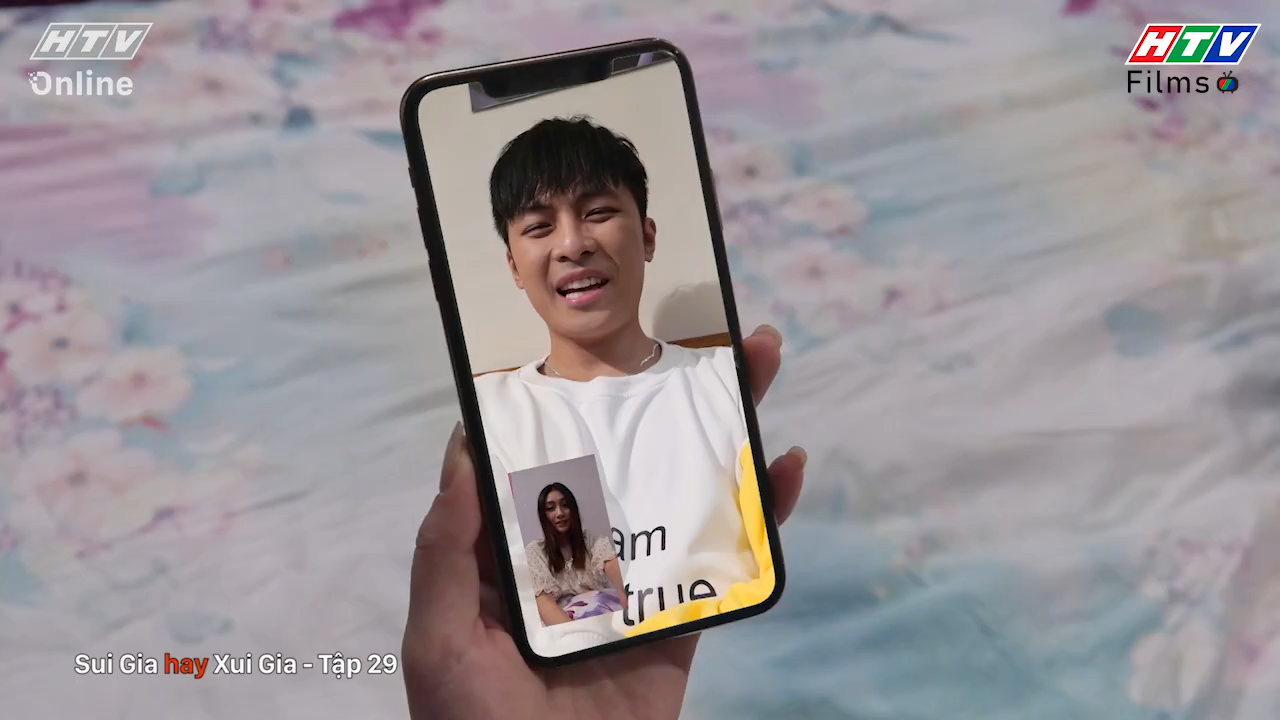 HTV
Online
HTV
Films
am
true
Sui Gia hay Xui Gia - Tập 29